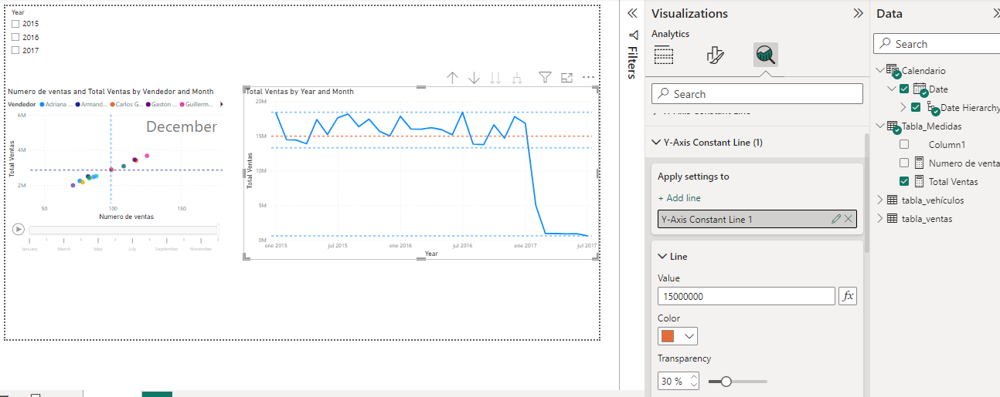 Year
2015
2016
2017
Numero de ventas and Total Ventas by Vendedor and Month
Vendedor Adriana ... Armand... Carlos G... Gastón ... Guillerm...
December
6M
4M
2M
Total Ventas
50 100 150
Numero de ventas
January March May July September November
Total Ventas by Year and Month
20M
15M
10M
5M
0M
Total Ventas
ene 2015 jul 2015 ene 2016 jul 2016 ene 2017 jul 2017
Year
Filters
Visualizations
Analytics
Search
Y-Axis Constant Line (1)
Apply settings to
+ Add line
Y-Axis Constant Line 1
Line
Value
15000000
fx
Color
Transparency
30 %
Data
Search
Calendario
Date
Date Hierarchy
Tabla_Medidas
Column1
Numero de venta
Total Ventas
tabla_vehículos
tabla_ventas